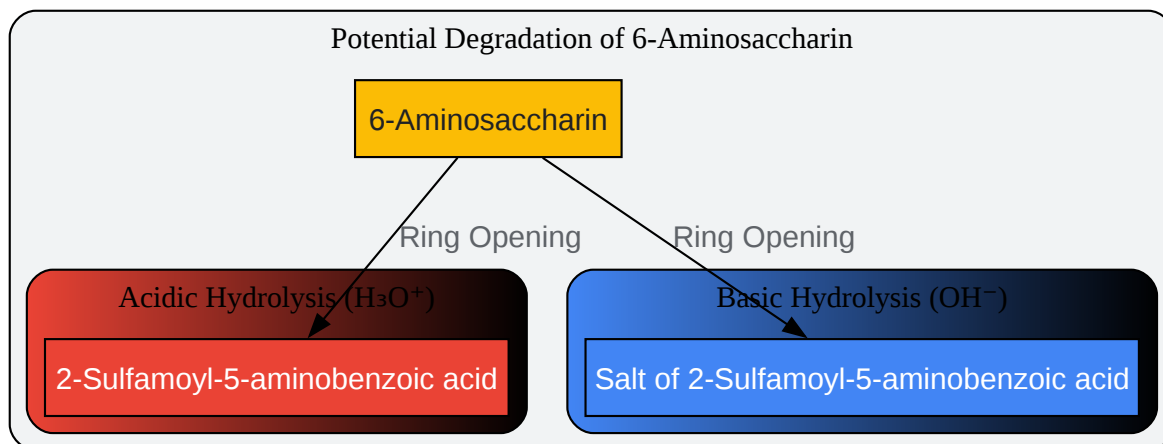 Potential Degradation of 6-Aminosaccharin
6-Aminosaccharin
Ring Opening
Ring Opening
Acidic Hydrolysis (H₃O⁺)
Basic Hydrolysis (OH⁻)
2-Sulfamoyl-5-aminobenzoic acid
Salt of 2-Sulfamoyl-5-aminobenzoic acid